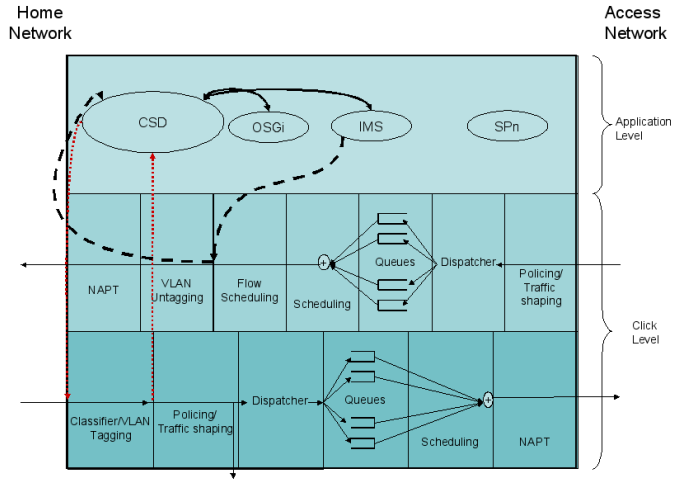 Home
Network
Access
Network
CSD
OSGi
IMS
SPn
Application
Level
NAPT
VLAN
Untagging
Flow
Scheduling
Scheduling
+
Queues
Dispatcher
Policing/
Traffic
shaping
Click
Level
Classifier/VLAN
Tagging
Policing/
Traffic shaping
Dispatcher
Queues
Scheduling
+
NAPT